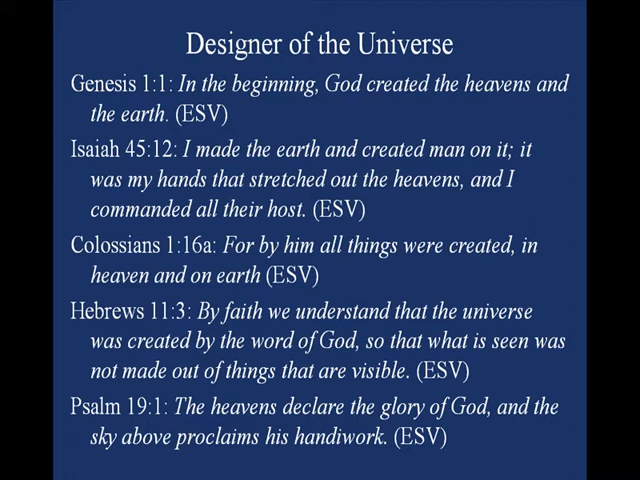 Designer of the Universe
Genesis 1:1: In the beginning, God created the heavens and
the earth. (ESV)
Isaiah 45:12: I made the earth and created man on it; it
was my hands that stretched out the heavens, and I
commanded all their host. (ESV)
Colossians 1:16a: For by him all things were created, in
heaven and on earth (ESV)
Hebrews 11:3: By faith we understand that the universe
was created by the word of God, so that what is seen was
not made out of things that are visible. (ESV)
Psalm 19:1: The heavens declare the glory of God, and the
sky above proclaims his handiwork. (ESV)